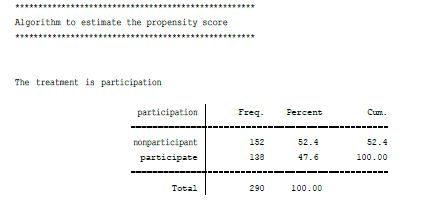 ****************************************************
Algorithm to estimate the propensity score
****************************************************
The treatment is participation
participation Freq. Percent Cum.
nonparticipant 152 52.4 52.4
participate 138 47.6 100.00
Total 290 100.00